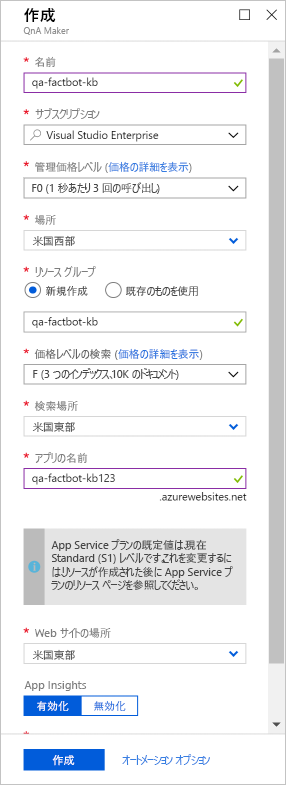 作成
QnA Maker
* 名前
qa-factbot-kb
* サブスクリプション
Visual Studio Enterprise
* 管理価格レベル (価格の詳細を表示)
F0 (1 秒あたり 3 回の呼び出し)
* 場所
米国西部
* リソース グループ
新規作成 既存のものを使用
qa-factbot-kb
* 価格レベルの検索 (価格の詳細を表示)
F (3 つのインデックス、10K のドキュメント)
* 検索場所
米国東部
* アプリの名前
qa-factbot-kb123
.azurewebsites.net
App Service プランの既定値は、現在
Standard (S1) レベルです。これを変更するに
は、リソースが作成された後に App Service プ
ランのリソース ページを参照してください。
* Web サイトの場所
米国東部
App Insights
有効化 無効化
*
作成 オートメーション オプション